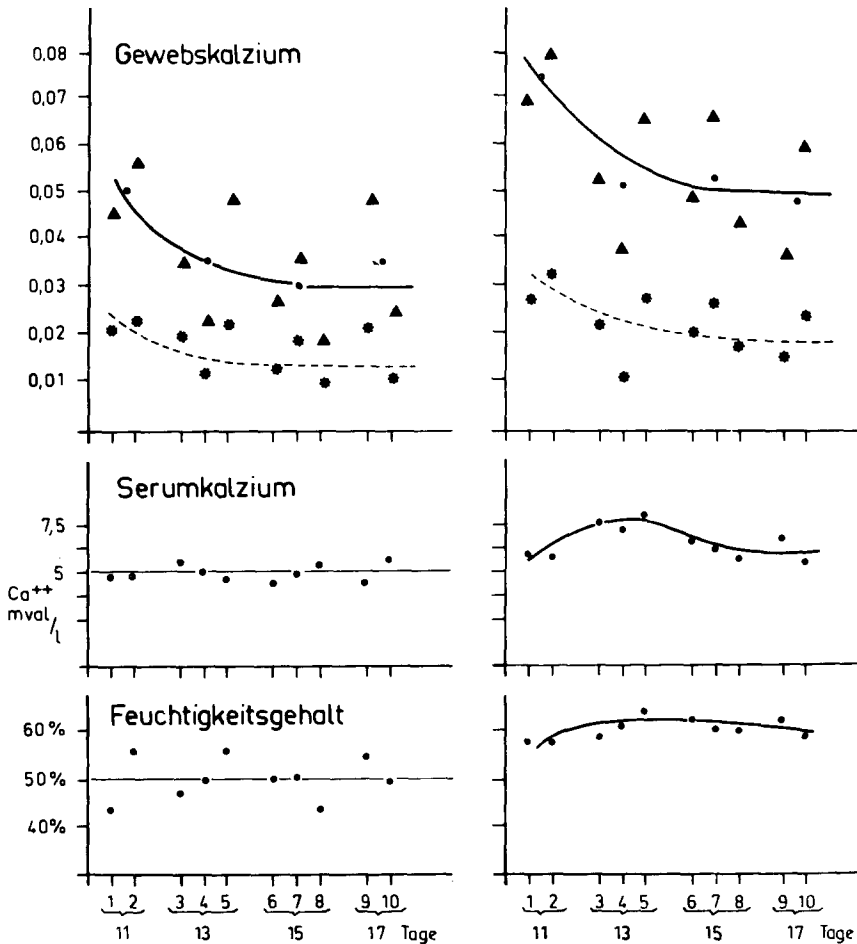 Gewebskalzium
0,08
0,07
0,06
0,05
0,04
0,03
0,02
0,01
Serumkalzium
7,5
5
Ca++
mval/l
Feuchtigkeitsgehalt
60%
50%
40%
1 2 3 4 5 6 7 8 9 10
11 13 15 17 Tage
1 2 3 4 5 6 7 8 9 10
11 13 15 17 Tage